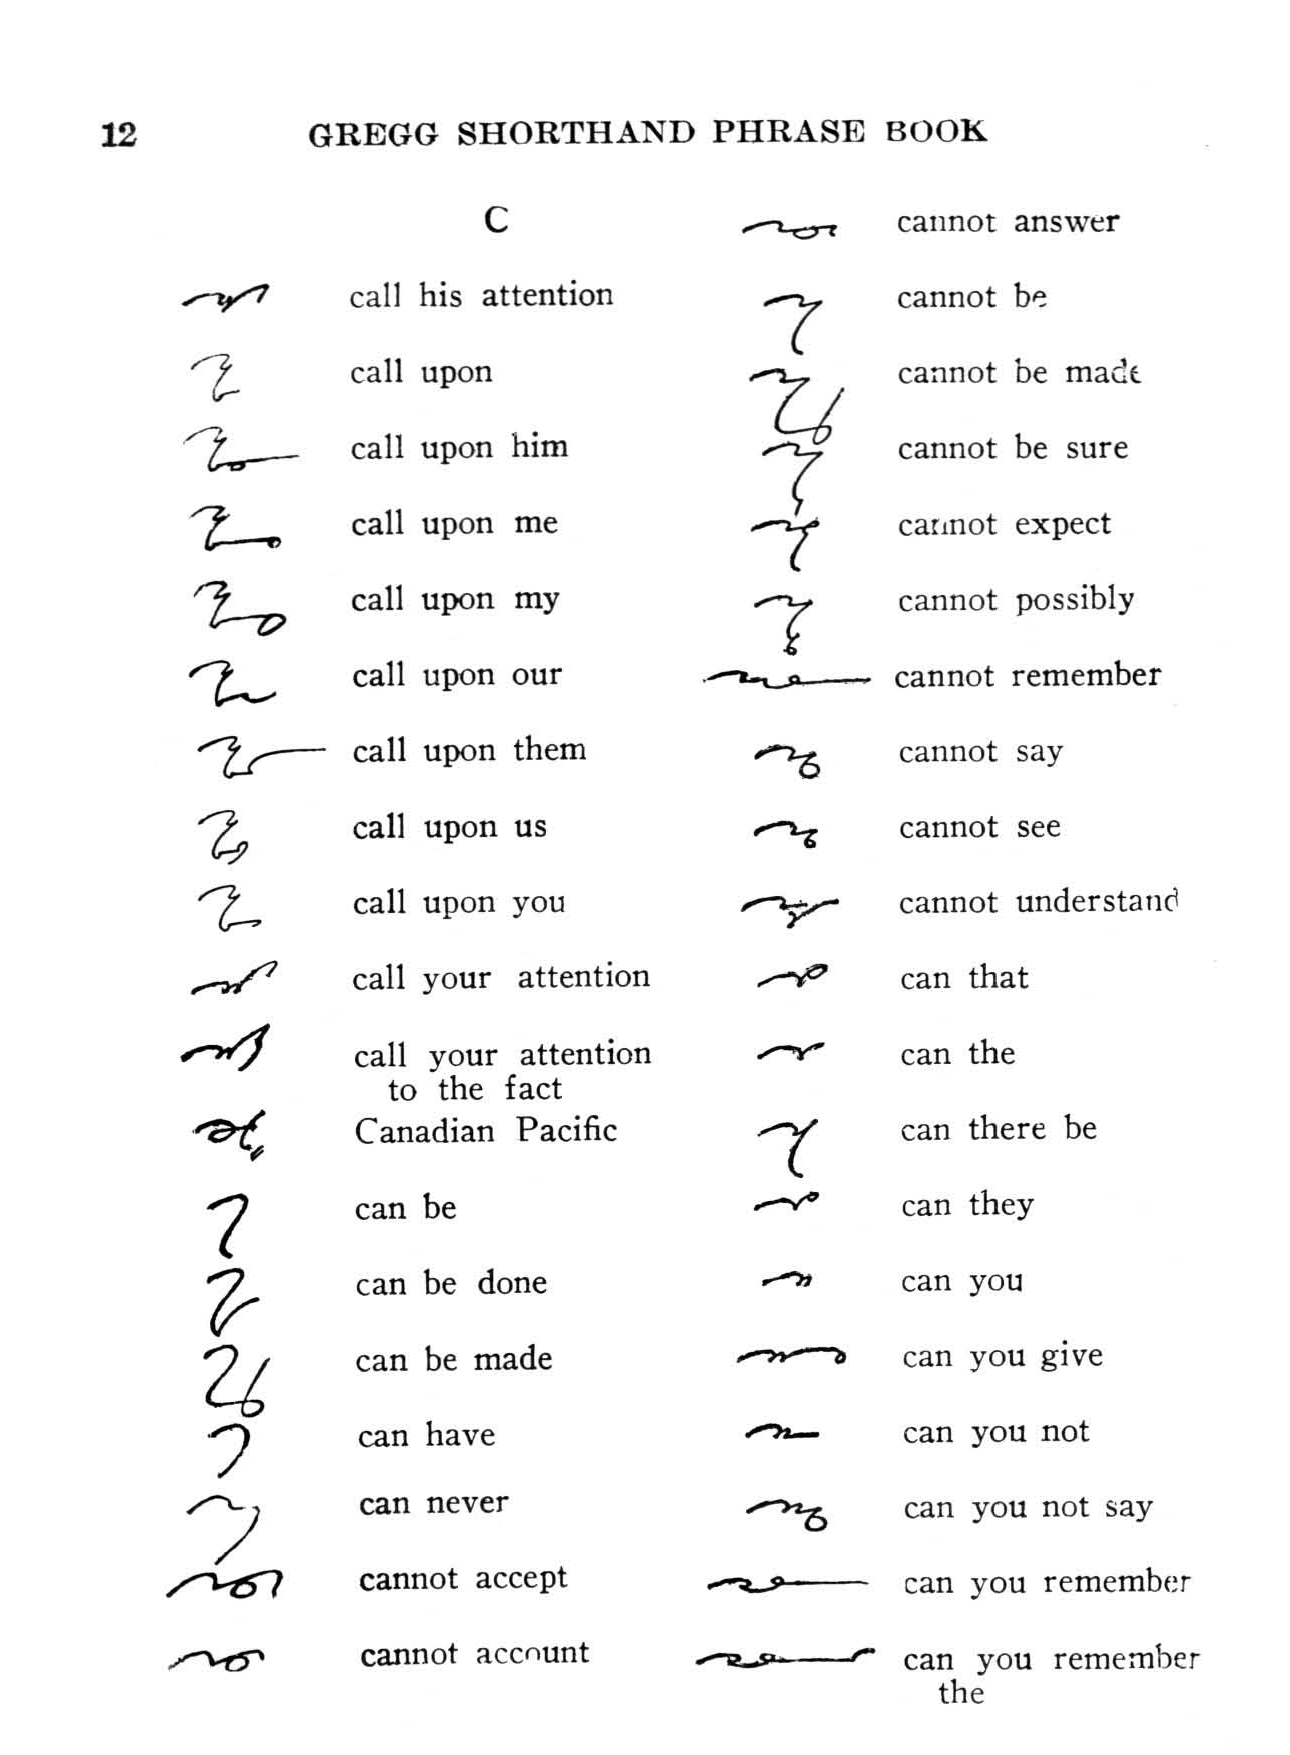 12 GREGG SHORTHAND PHRASE BOOK
C
call his attention
call upon
call upon him
call upon me
call upon my
call upon our
call upon them
call upon us
call upon you
call your attention
call your attention
to the fact
Canadian Pacific
can be
can be done
can be made
can have
can never
cannot accept
cannot account
cannot answer
cannot be
cannot be made
cannot be sure
cannot expect
cannot possibly
cannot remember
cannot say
cannot see
cannot understand
can that
can the
can there be
can they
can you
can you give
can you not
can you not say
can you remember
can you remember
the